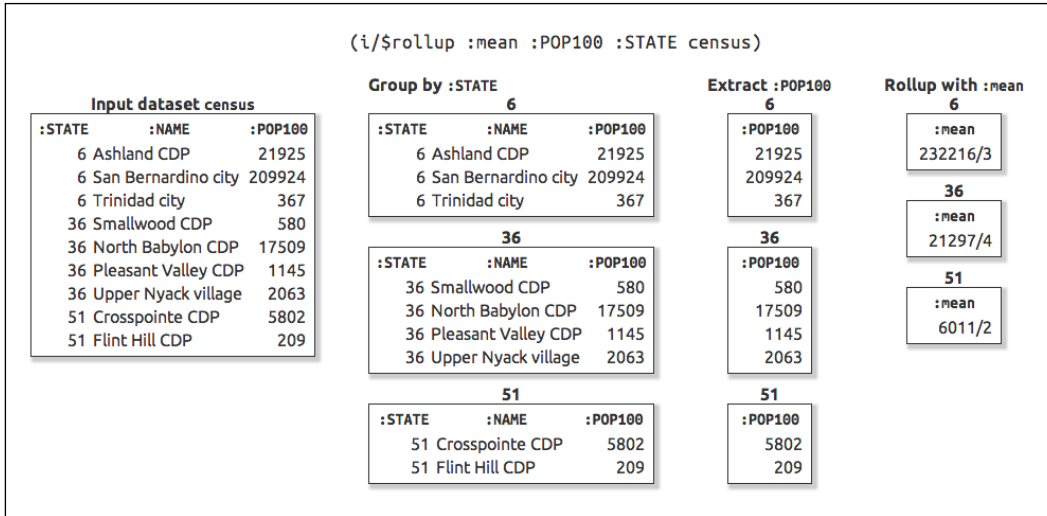 (i/$rollup :mean :POP100 :STATE census)
Input dataset census
:STATE :NAME :POP100
6 Ashland CDP 21925
6 San Bernardino city 209924
6 Trinidad city 367
36 Smallwood CDP 580
36 North Babylon CDP 17509
36 Pleasant Valley CDP 1145
36 Upper Nyack village 2063
51 Crosspointe CDP 5802
51 Flint Hill CDP 209
Group by :STATE
6
:STATE :NAME :POP100
6 Ashland CDP 21925
6 San Bernardino city 209924
6 Trinidad city 367
36
:STATE :NAME :POP100
36 Smallwood CDP 580
36 North Babylon CDP 17509
36 Pleasant Valley CDP 1145
36 Upper Nyack village 2063
51
:STATE :NAME :POP100
51 Crosspointe CDP 5802
51 Flint Hill CDP 209
Extract :POP100
6
:POP100
21925
209924
367
36
:POP100
580
17509
1145
2063
51
:POP100
5802
209
Rollup with :mean
6
:mean
232216/3
36
:mean
21297/4
51
:mean
6011/2